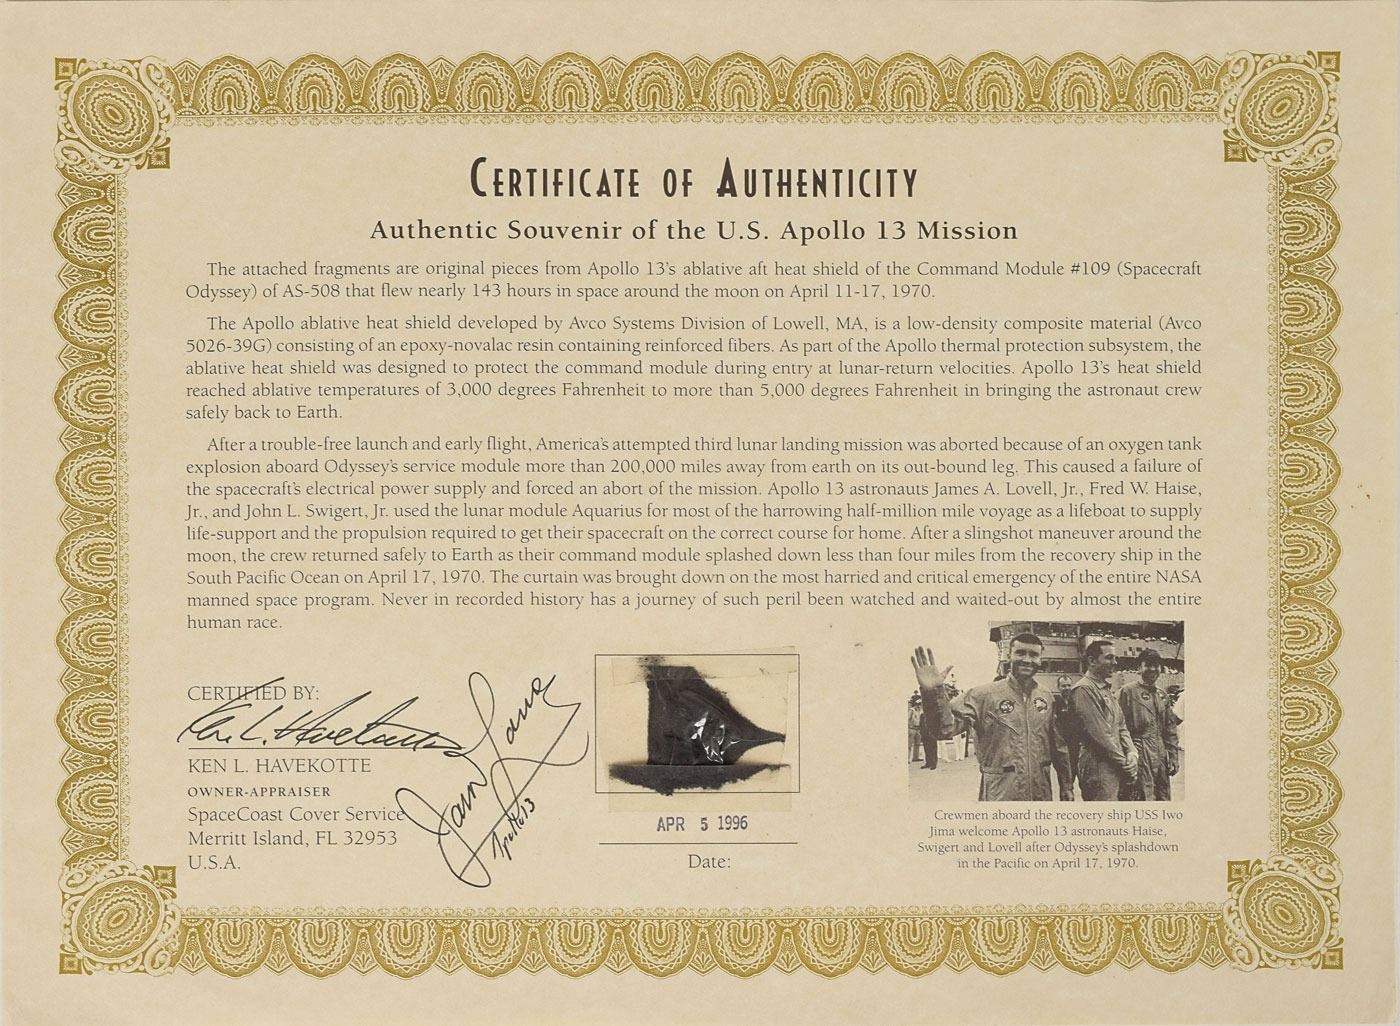 CERTIFICATE OF AUTHENTICITY
Authentic Souvenir of the U.S. Apollo 13 Mission
The attached fragments are original pieces from Apollo 13's ablative aft heat shield of the Command Module #109 (Spacecraft
Odyssey) of AS-508 that flew nearly 143 hours in space around the moon on April 11-17, 1970.
The Apollo ablative heat shield developed by Avco Systems Division of Lowell, MA, is a low-density composite material (Avco
5026-39G) consisting of an epoxy-novalac resin containing reinforced fibers. As part of the Apollo thermal protection subsystem, the
ablative heat shield was designed to protect the command module during entry at lunar-return velocities. Apollo 13's heat shield
reached ablative temperatures of 3,000 degrees Fahrenheit to more than 5,000 degrees Fahrenheit in bringing the astronaut crew
safely back to Earth.
After a trouble-free launch and early flight, America's attempted third lunar landing mission was aborted because of an oxygen tank
explosion aboard Odyssey's service module more than 200,000 miles away from earth on its out-bound leg. This caused a failure of
the spacecraft's electrical power supply and forced an abort of the mission. Apollo 13 astronauts James A. Lovell, Jr., Fred W. Haise,
Jr., and John L. Swigert, Jr. used the lunar module Aquarius for most of the harrowing half-million mile voyage as a lifeboat to supply
life-support and the propulsion required to get their spacecraft on the correct course for home. After a slingshot maneuver around the
moon, the crew returned safely to Earth as their command module splashed down less than four miles from the recovery ship in the
South Pacific Ocean on April 17, 1970. The curtain was brought down on the most harried and critical emergency of the entire NASA
manned space program. Never in recorded history has a journey of such peril been watched and waited-out by almost the entire
human race.
CERTIFIED BY:
Ken L. Havekotte
KEN L. HAVEKOTTE
OWNER-APPRAISER
SpaceCoast Cover Service
Merritt Island, FL 32953
U.S.A.
Apollo 13
APR 5 1996
Date:
Crewmen aboard the recovery ship USS Iwo
Jima welcome Apollo 13 astronauts Haise,
Swigert and Lovell after Odyssey's splashdown
in the Pacific on April 17, 1970.